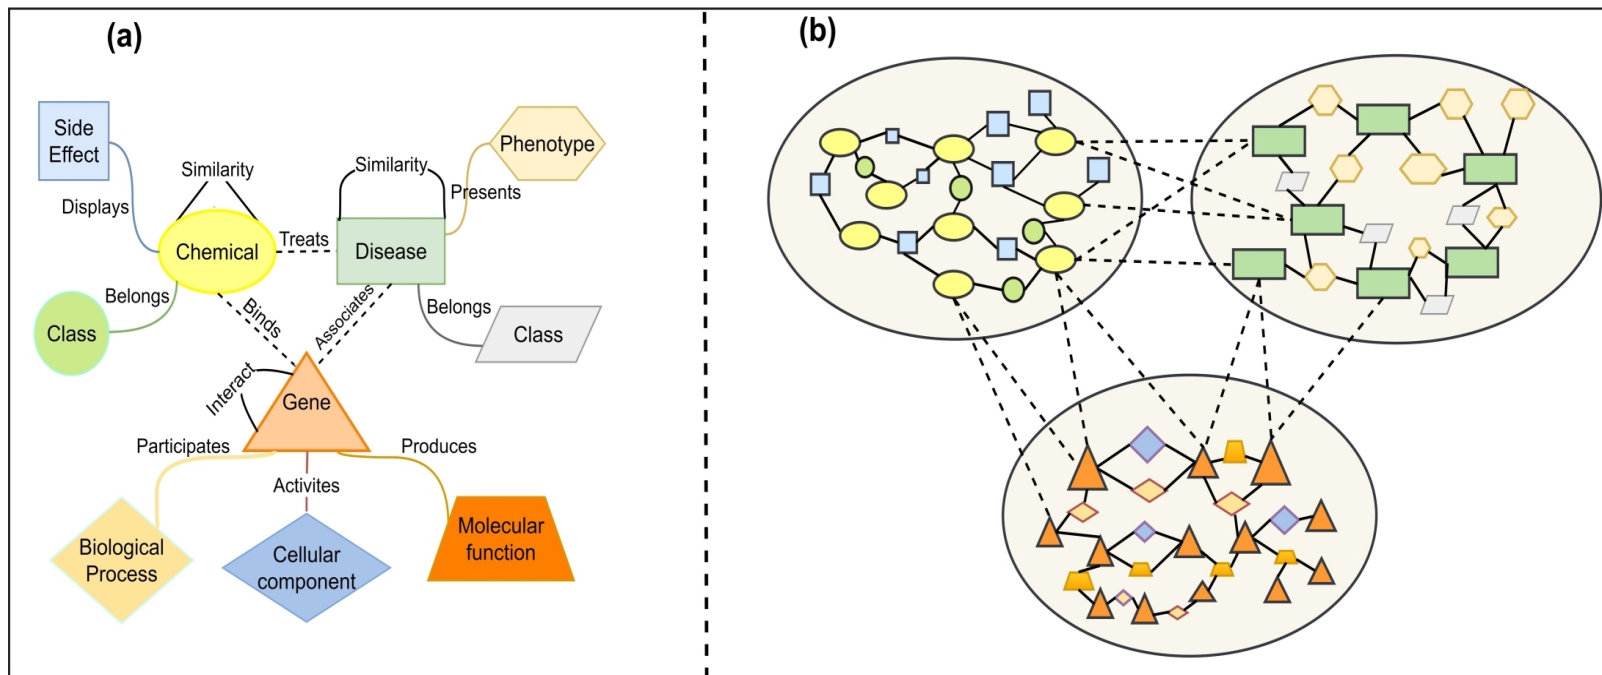 (a)
(b)
Side
Effect
Similarity
Similarity
Phenotype
Displays
Presents
Chemical
Treats
Disease
Belongs
Class
Binds
Associates
Belongs
Class
Interact
Gene
Participates
Produces
Activites
Biological
Process
Cellular
component
Molecular
function